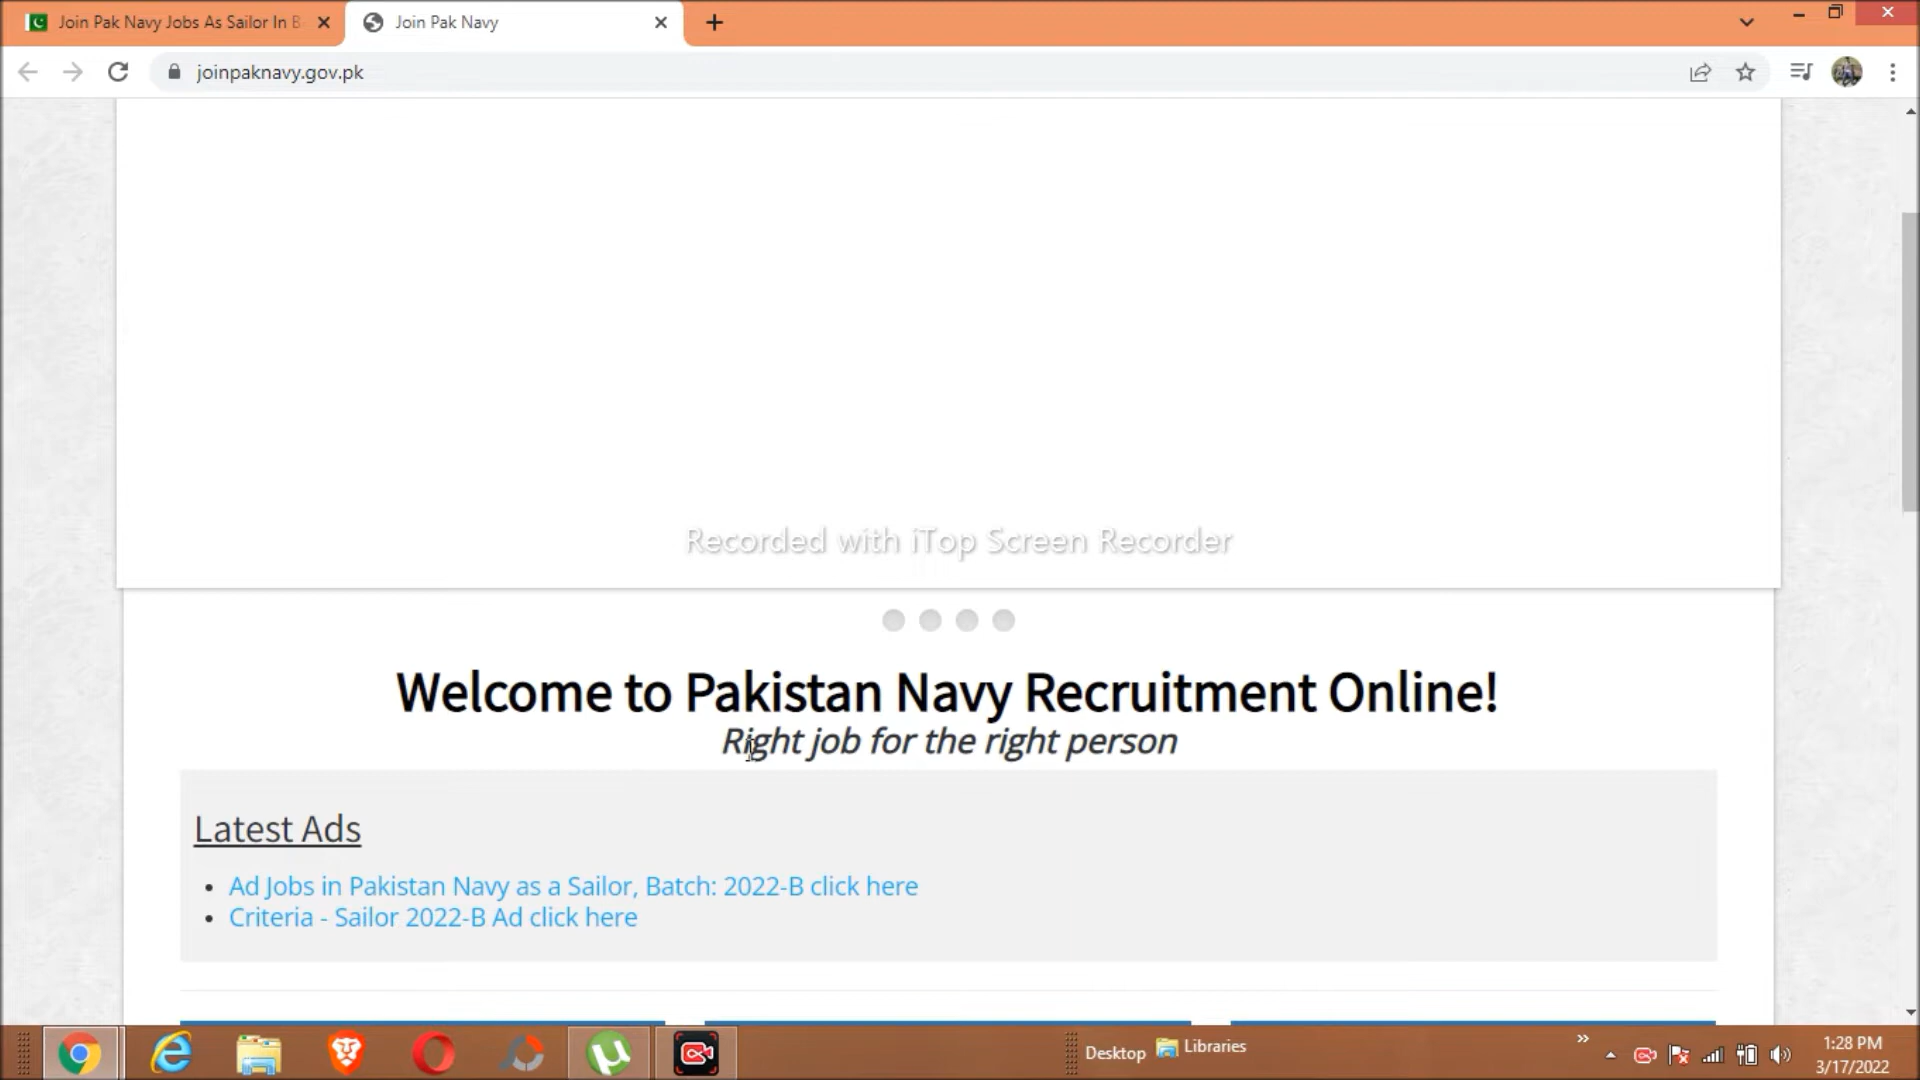 Join Pak Navy Jobs As Sailor In B
Join Pak Navy
joinpaknavy.gov.pk
Recorded with iTop Screen Recorder
Welcome to Pakistan Navy Recruitment Online!
Right job for the right person
Latest Ads
Ad Jobs in Pakistan Navy as a Sailor, Batch: 2022-B click here
Criteria - Sailor 2022-B Ad click here
Desktop
Libraries
1:28 PM
3/17/2022